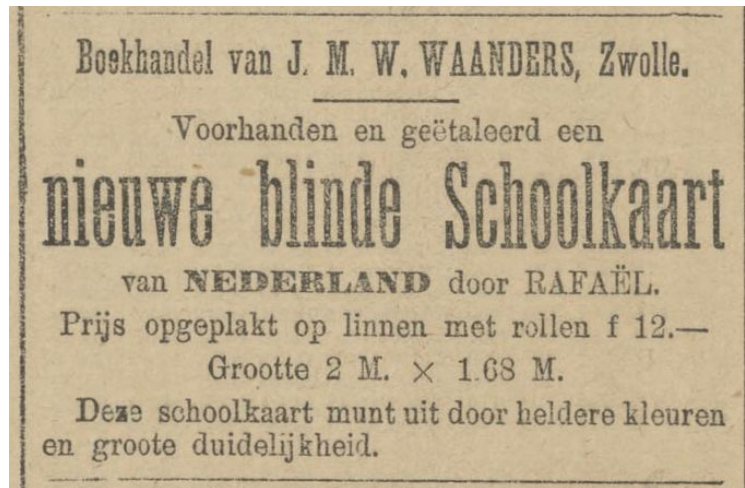 Boekhandel van J. M. W. WAANDERS, Zwolle.
Voorhanden en geëtaleerd een
nieuwe blinde Schoolkaart
van NEDERLAND door RAFAËL.
Prijs opgeplakt op linnen met rollen f 12.—
Grootte 2 M. × 1.68 M.
Deze schoolkaart munt uit door heldere kleuren
en groote duidelijkheid.